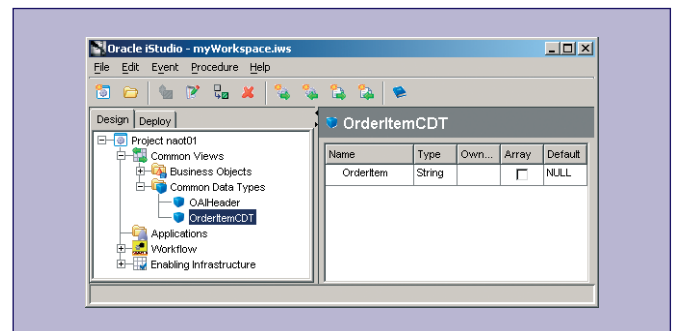 Oracle iStudio - myWorkspace.iws
File Edit Event Procedure Help
Design Deploy
Project naot01
Common Views
Business Objects
Common Data Types
OAIHeader
OrderItemCDT
Applications
Workflow
Enabling Infrastructure
OrderItemCDT
Name Type Own... Array Default
OrderItem String NULL